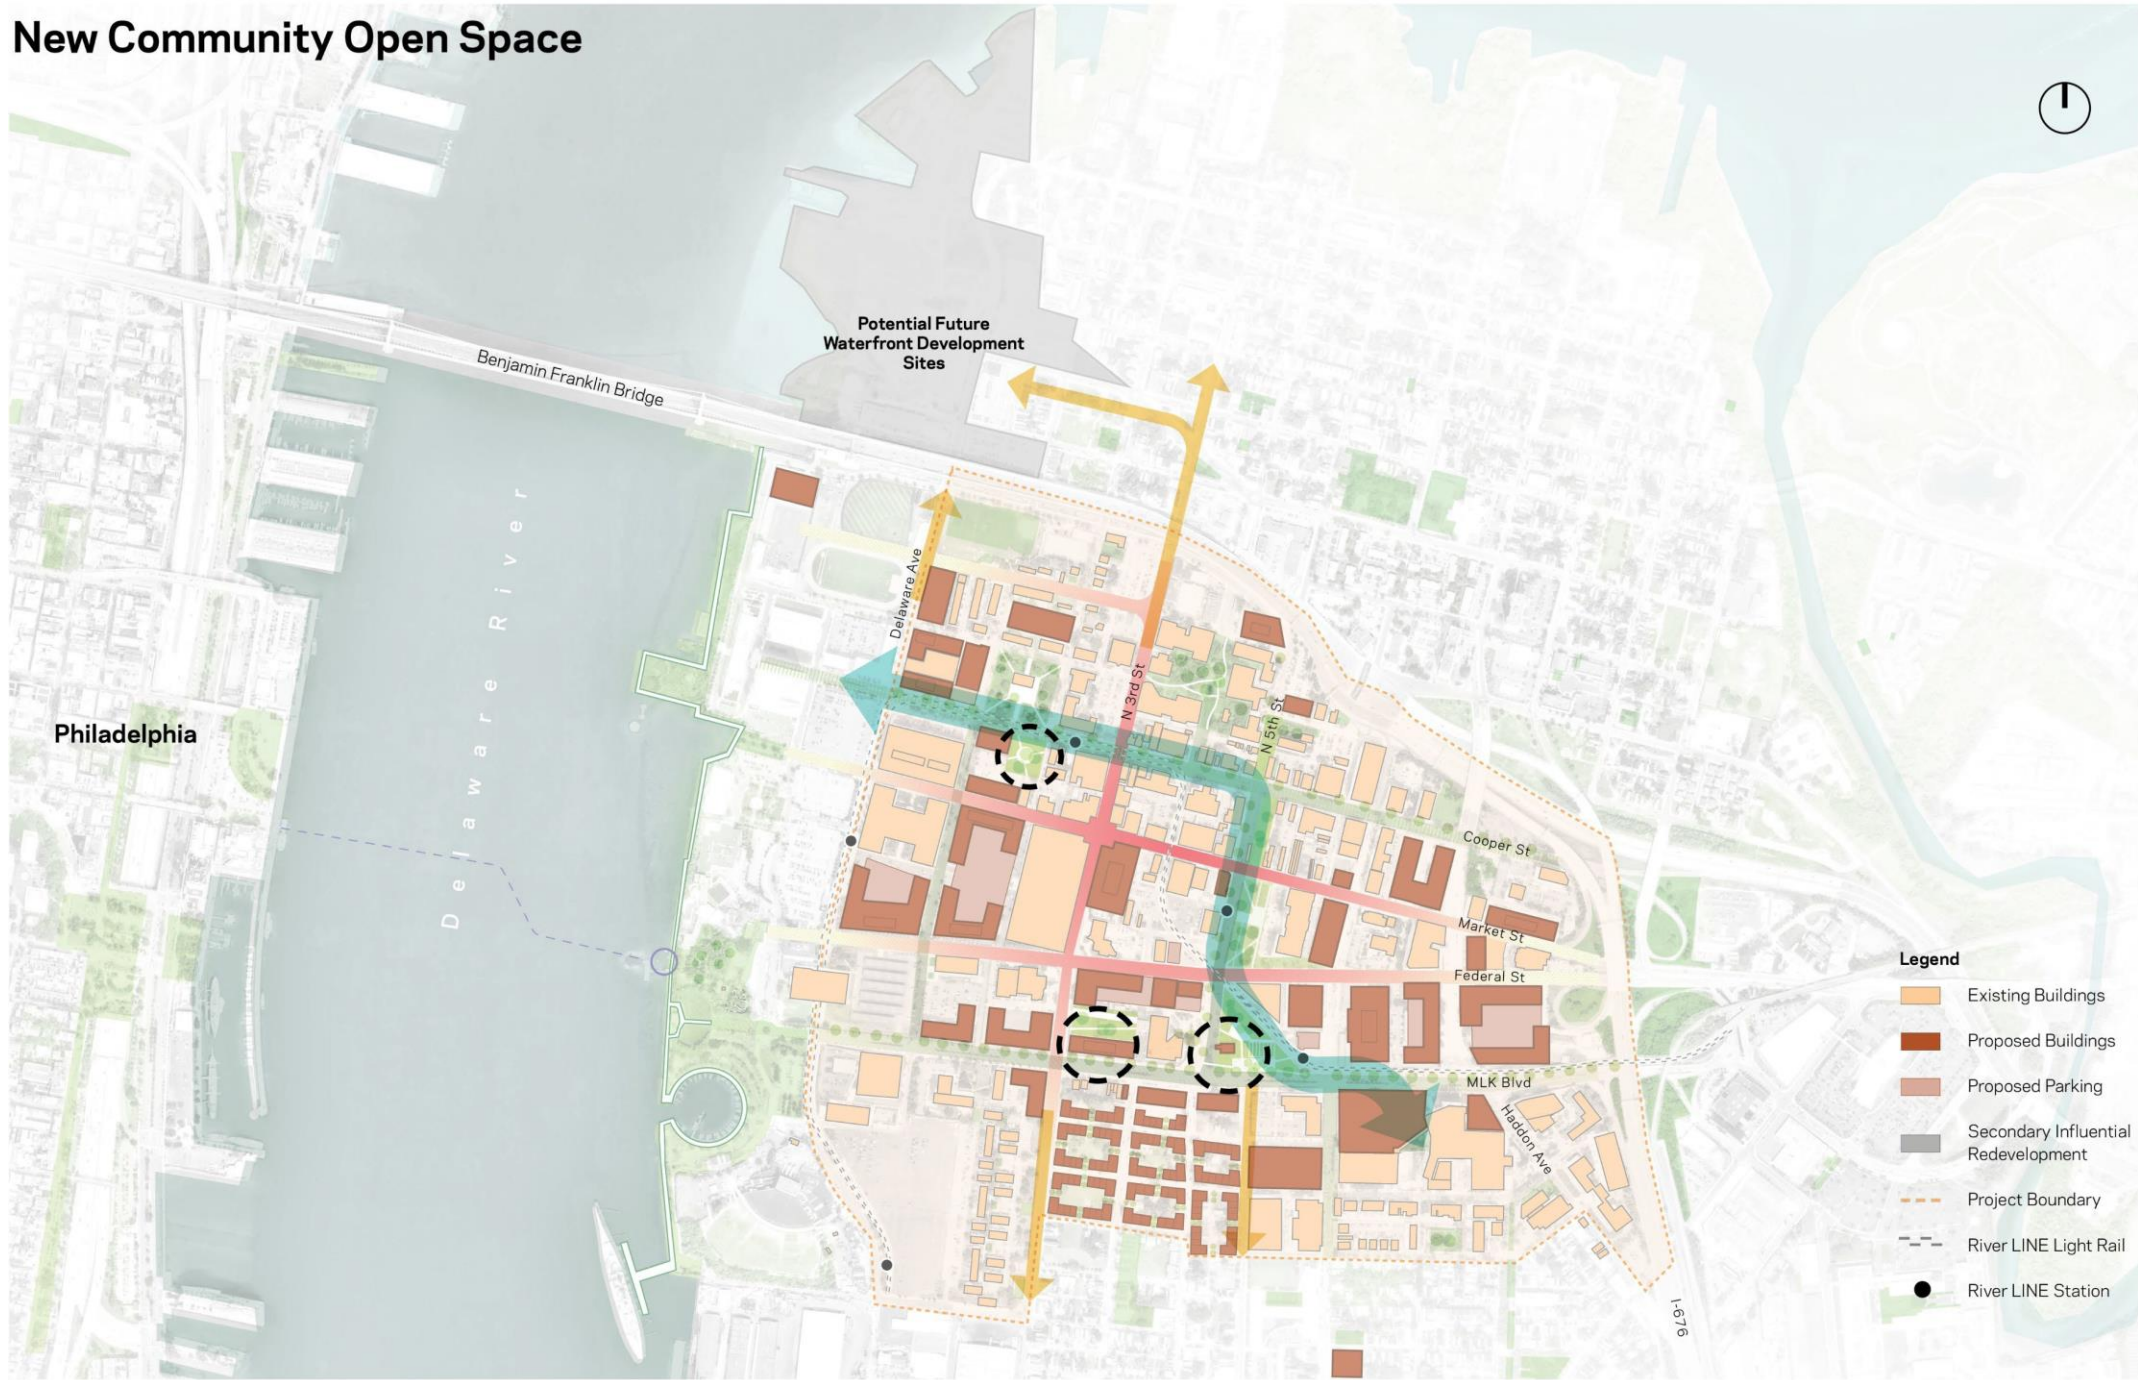 New Community Open Space
Potential Future
Waterfront Development
Sites
Benjamin Franklin Bridge
Delaware River
Delaware Ave
N 3rd St
N 5th St
Philadelphia
Cooper St
Market St
Federal St
MLK Blvd
Haddon Ave
I-676
Legend
Existing Buildings
Proposed Buildings
Proposed Parking
Secondary Influential
Redevelopment
Project Boundary
River LINE Light Rail
River LINE Station